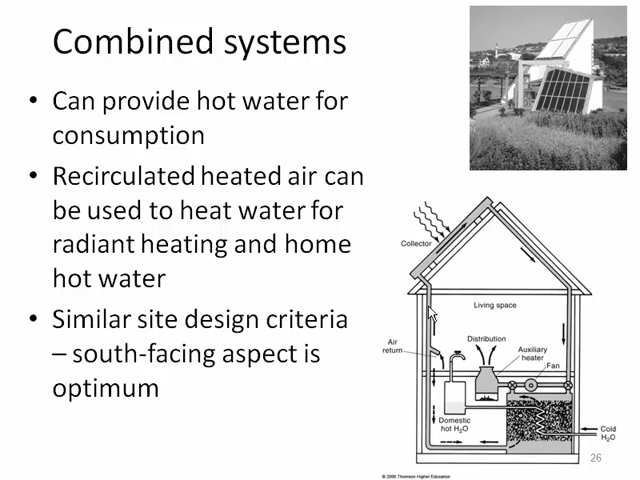 Combined systems
• Can provide hot water for
consumption
• Recirculated heated air can
be used to heat water for
radiant heating and home
hot water
• Similar site design criteria
– south-facing aspect is
optimum
Collector
Living space
Air
return
Distribution
Auxiliary
heater
Fan
Domestic
hot H₂O
Cold
H₂O
26
© 2006 Thomson Higher Education